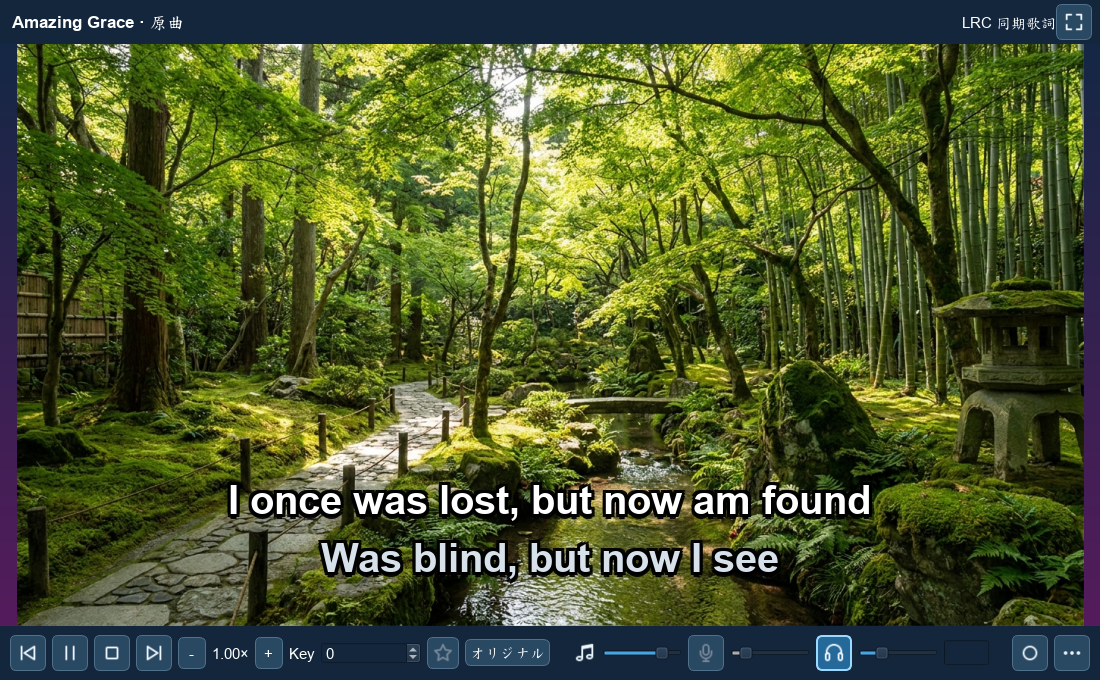 Amazing Grace · 原曲
LRC 同期歌詞
I once was lost, but now am found
Was blind, but now I see
- 1.00× + Key 0 オリジナル